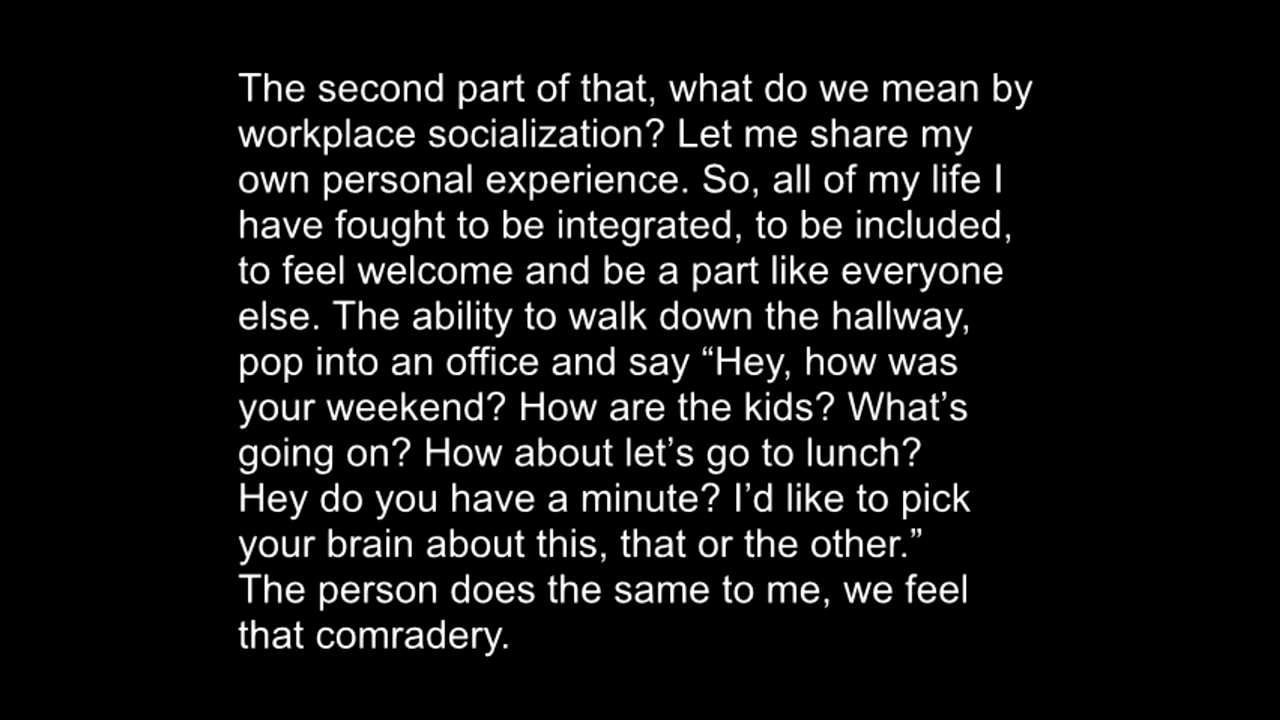 The second part of that, what do we mean by
workplace socialization? Let me share my
own personal experience. So, all of my life I
have fought to be integrated, to be included,
to feel welcome and be a part like everyone
else. The ability to walk down the hallway,
pop into an office and say “Hey, how was
your weekend? How are the kids? What’s
going on? How about let’s go to lunch?
Hey do you have a minute? I’d like to pick
your brain about this, that or the other.”
The person does the same to me, we feel
that comradery.